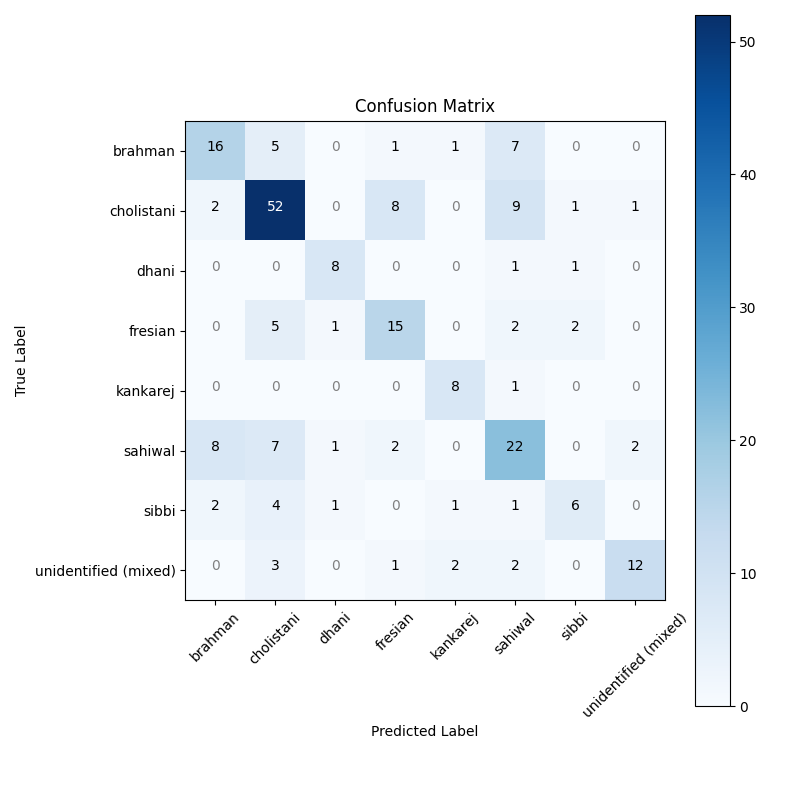 Confusion Matrix
True Label
brahman 16 5 0 1 1 7 0 0
cholistani 2 52 0 8 0 9 1 1
dhani 0 0 8 0 0 1 1 0
fresian 0 5 1 15 0 2 2 0
kankarej 0 0 0 0 8 1 0 0
sahiwal 8 7 1 2 0 22 0 2
sibbi 2 4 1 0 1 1 6 0
unidentified (mixed) 0 3 0 1 2 2 0 12
brahman cholistani dhani fresian kankarej sahiwal sibbi unidentified (mixed)
Predicted Label
50
40
30
20
10
0